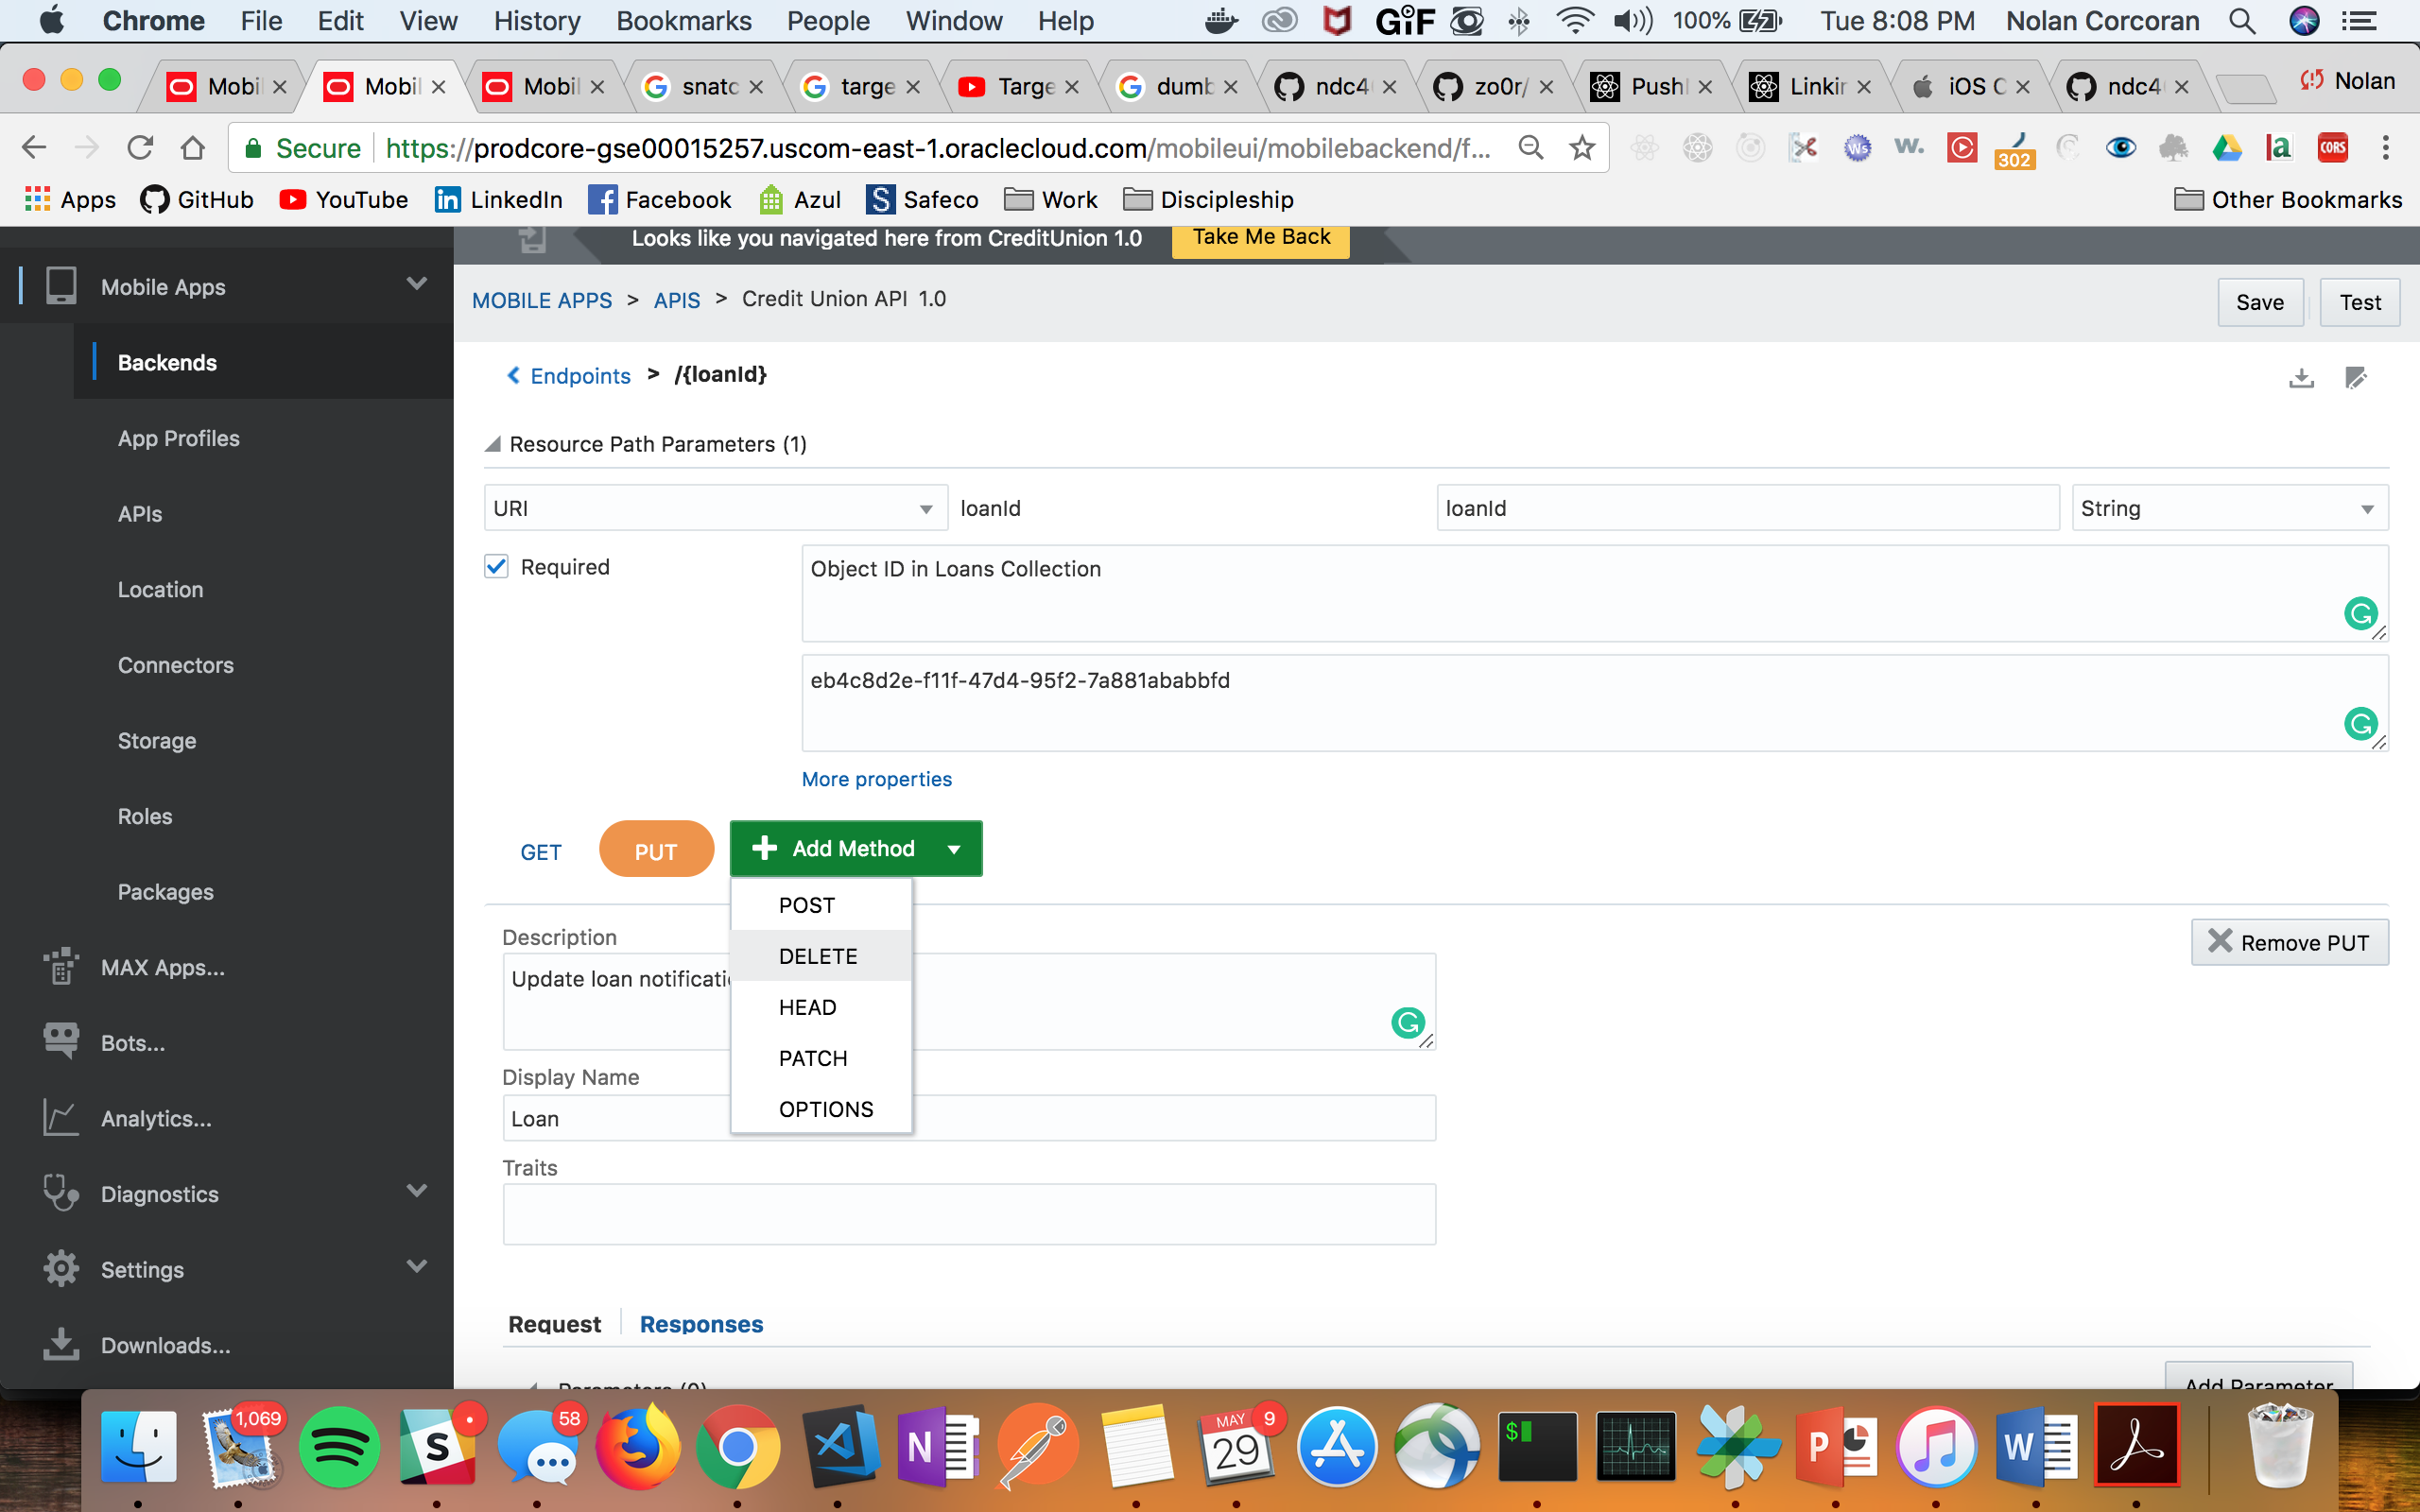 Chrome File Edit View History Bookmarks People Window Help GIF 100% Tue 8:08 PM Nolan Corcoran
Mobil Mobil Mobil snatc targe Targe dumb ndc4 zo0r/ Push Linkin iOS C ndc4 Nolan
Secure https://prodcore-gse00015257.uscom-east-1.oraclecloud.com/mobileui/mobilebackend/f... Ws w. 302 a CORS
Apps GitHub YouTube LinkedIn Facebook Azul S Safeco Work Discipleship Other Bookmarks
Looks like you navigated here from CreditUnion 1.0 Take Me Back
Mobile Apps
Backends
App Profiles
APIs
Location
Connectors
Storage
Roles
Packages
MAX Apps...
Bots...
Analytics...
Diagnostics
Settings
Downloads...
MOBILE APPS > APIS > Credit Union API 1.0
Save Test
Endpoints > /{loanId}
Resource Path Parameters (1)
URI loanId loanId String
Required Object ID in Loans Collection
eb4c8d2e-f11f-47d4-95f2-7a881ababbfd
More properties
GET PUT Add Method
POST
DELETE
HEAD
PATCH
OPTIONS
Remove PUT
Description
Update loan notificati
Display Name
Loan
Traits
Request Responses
Parameters (0)
Add Parameter
1,069 S 58 N MAY 29 9 $ P W